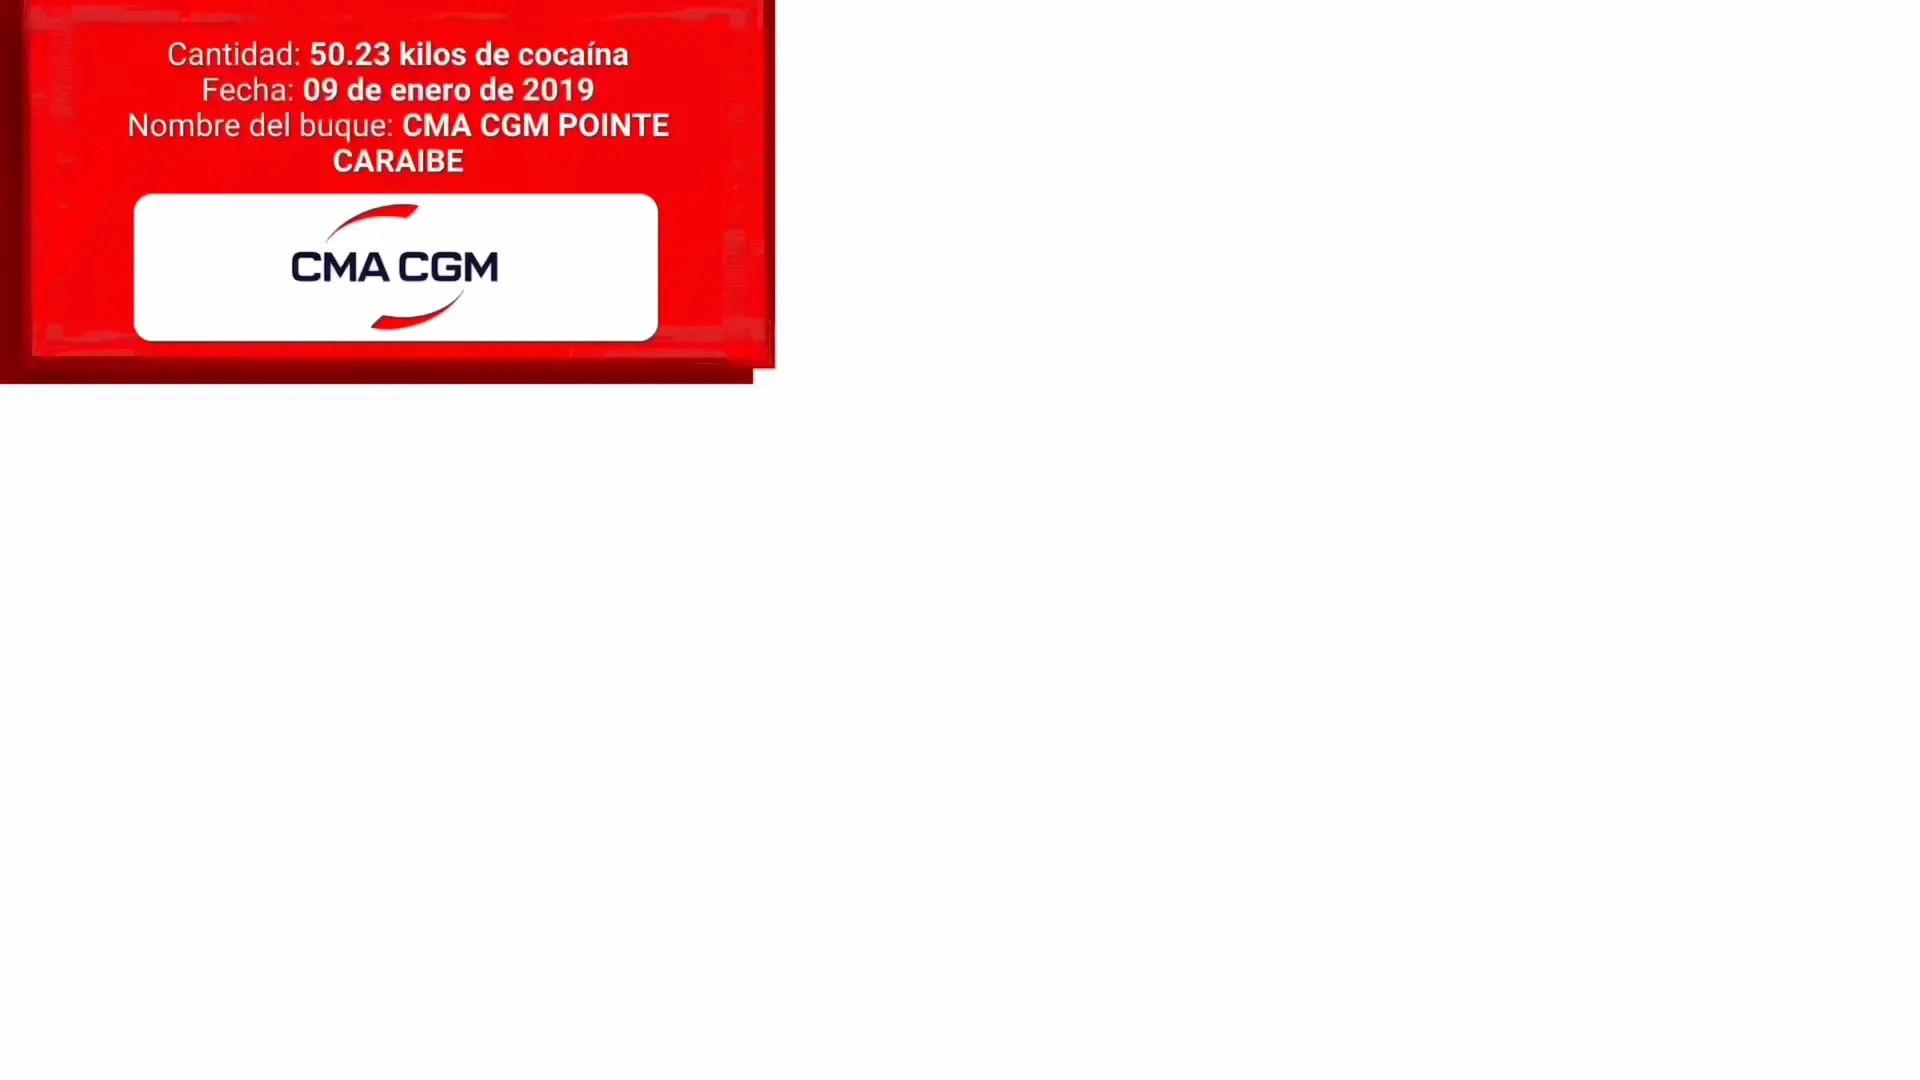 Cantidad: 50.23 kilos de cocaína
Fecha: 09 de enero de 2019
Nombre del buque: CMA CGM POINTE
CARAIBE
CMA CGM